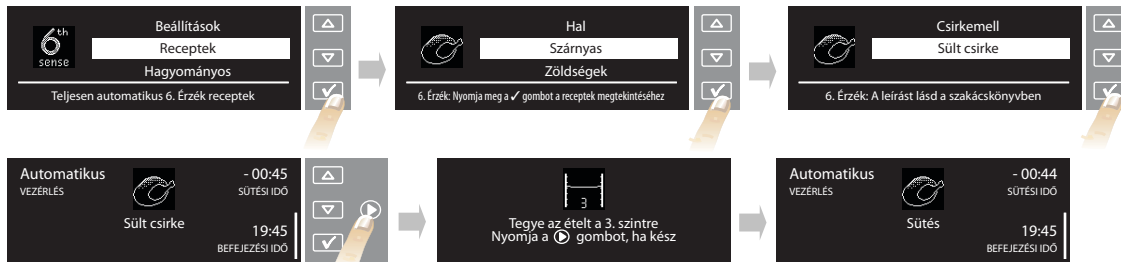 6th sense
Beállítások
Receptek
Hagyományos
Teljesen automatikus 6. Érzék receptek
Hal
Szárnyas
Zöldségek
6. Érzék: Nyomja meg a ✓ gombot a receptek megtekintéséhez
Csirkemell
Sült csirke
6. Érzék: A leírást lásd a szakácskönyvben
Automatikus
VEZÉRLÉS
- 00:45
SÜTÉSI IDŐ
Sült csirke
19:45
BEFEJEZÉSI IDŐ
3
Tegye az ételt a 3. szintre
Nyomja a gombot, ha kész
Automatikus
VEZÉRLÉS
- 00:44
SÜTÉSI IDŐ
Sütés
19:45
BEFEJEZÉSI IDŐ